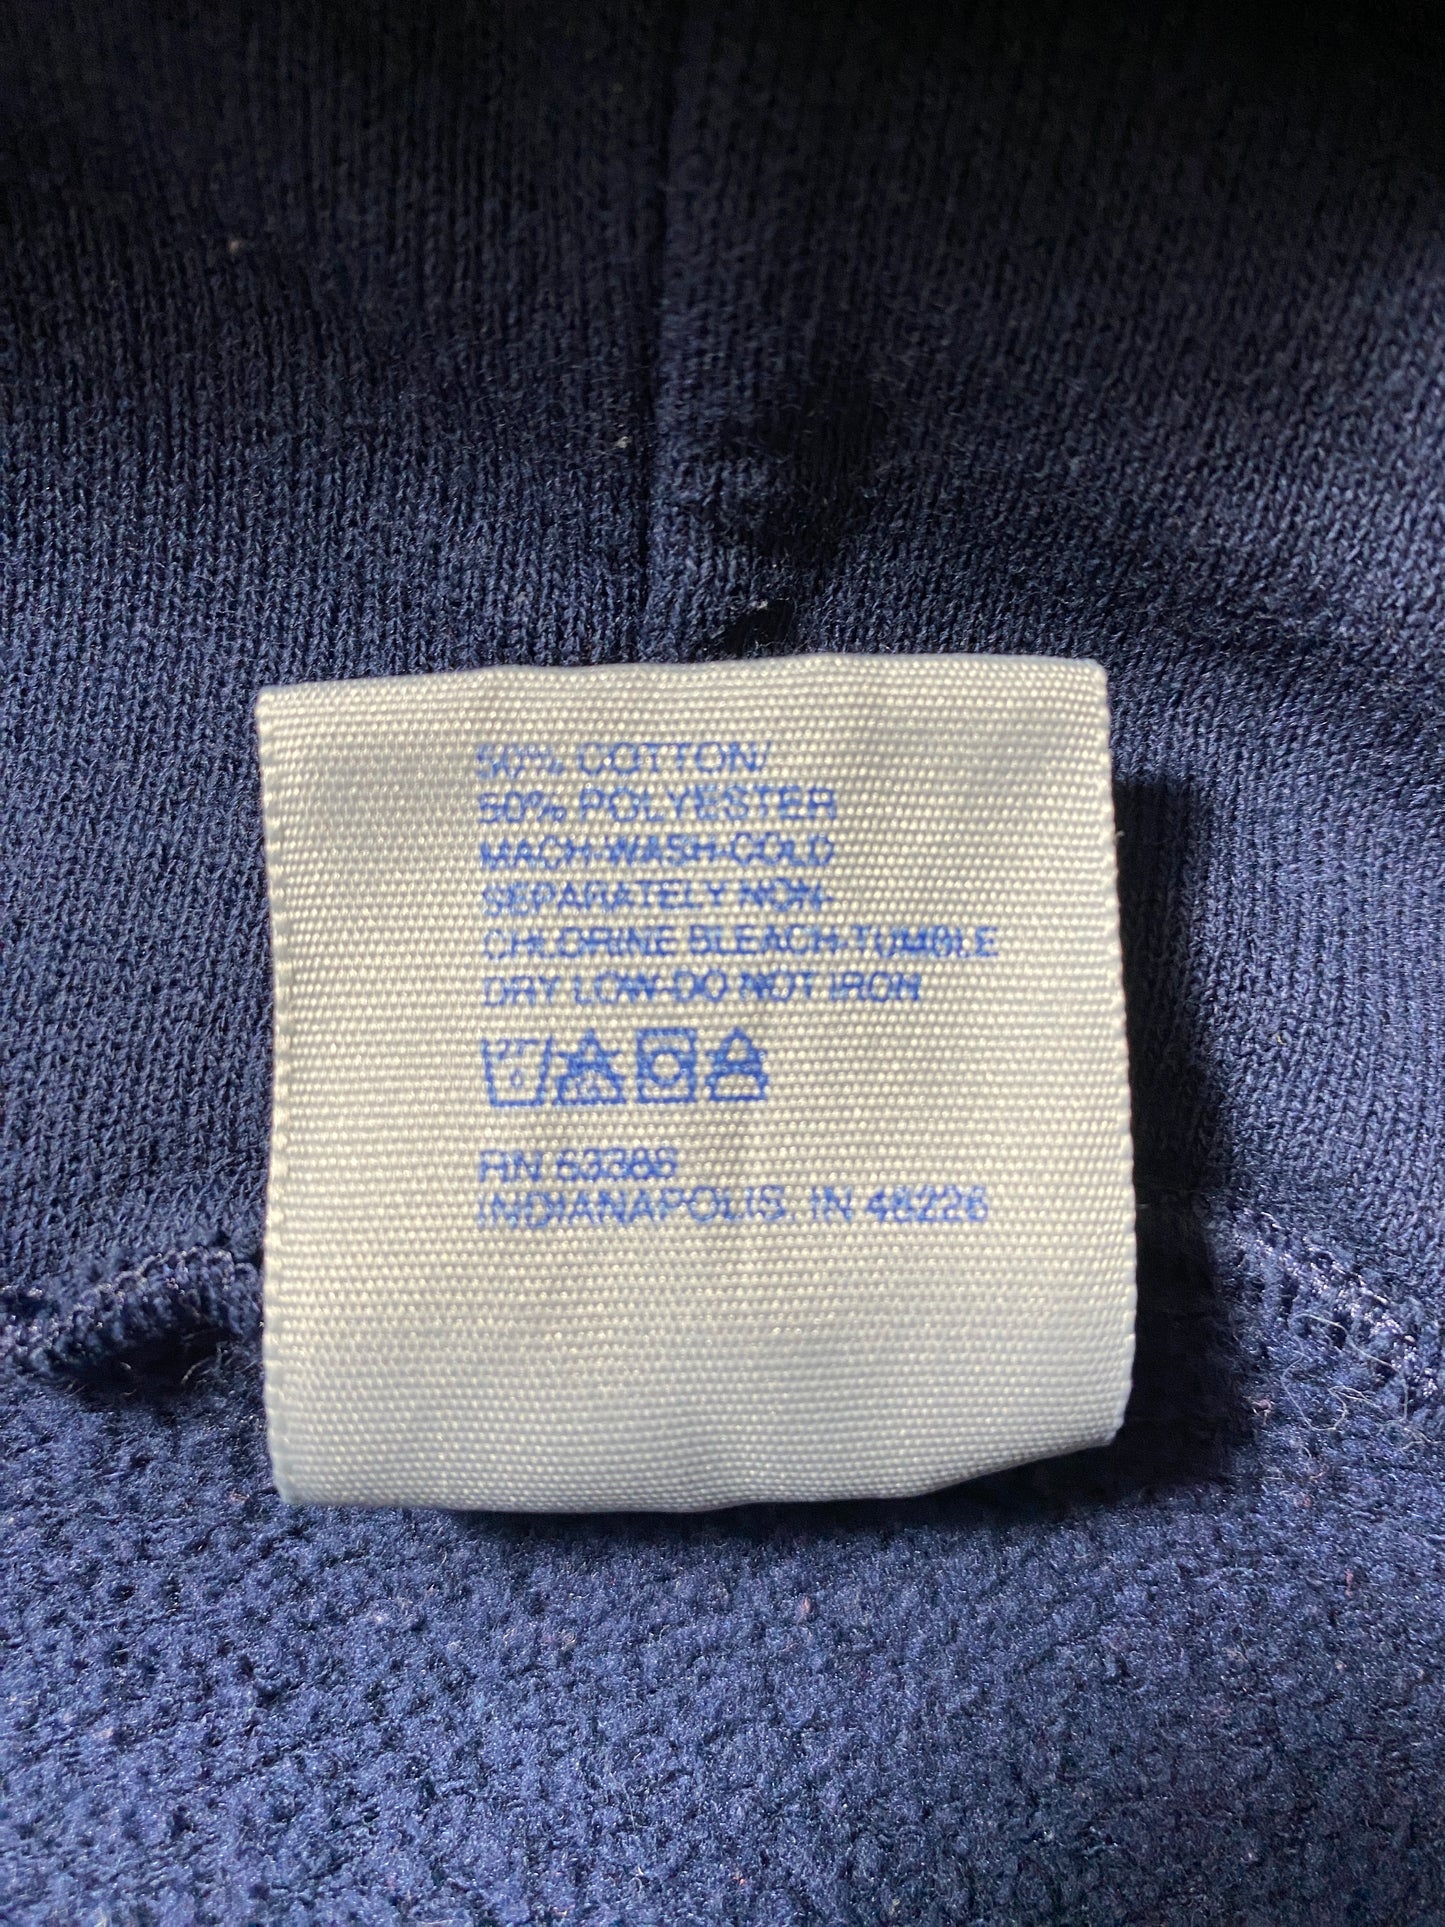 50% COTTON/
50% POLYESTER
MACH-WASH-COLD
SEPARATELY NON-
CHLORINE BLEACH-TUMBLE
DRY LOW-DO NOT IRON
RN 63386
INDIANAPOLIS, IN 46226